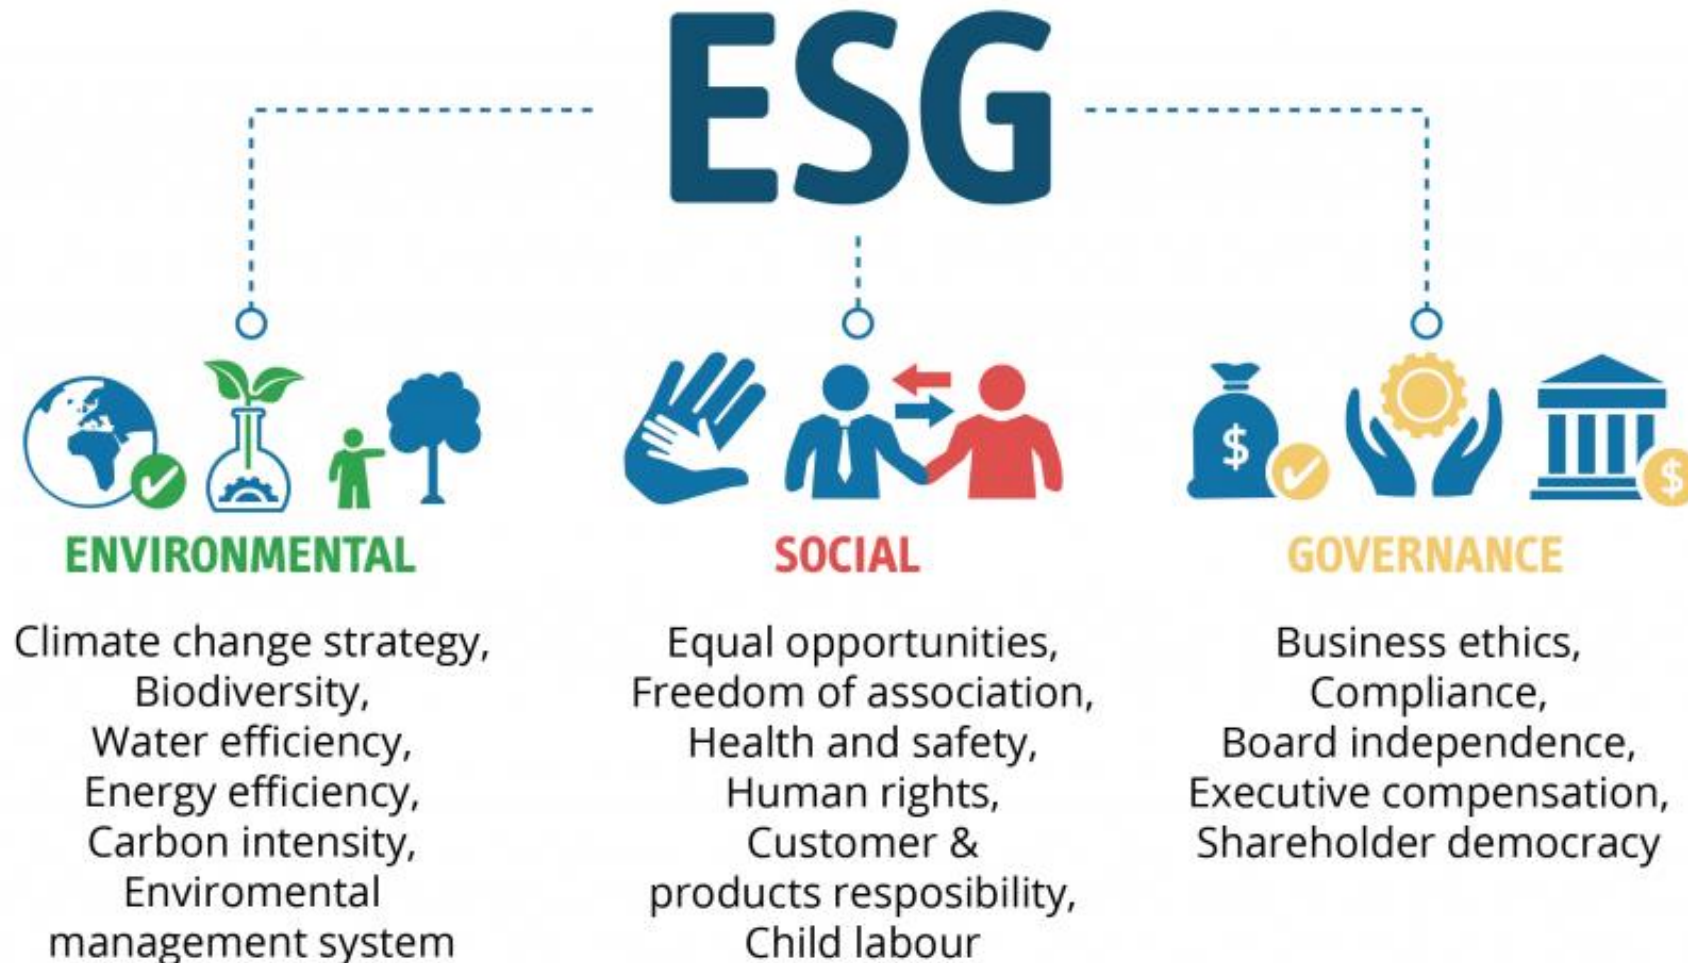 ESG
ENVIRONMENTAL
Climate change strategy,
Biodiversity,
Water efficiency,
Energy efficiency,
Carbon intensity,
Enviromental
management system
SOCIAL
Equal opportunities,
Freedom of association,
Health and safety,
Human rights,
Customer &
products resposibility,
Child labour
$
$
GOVERNANCE
Business ethics,
Compliance,
Board independence,
Executive compensation,
Shareholder democracy